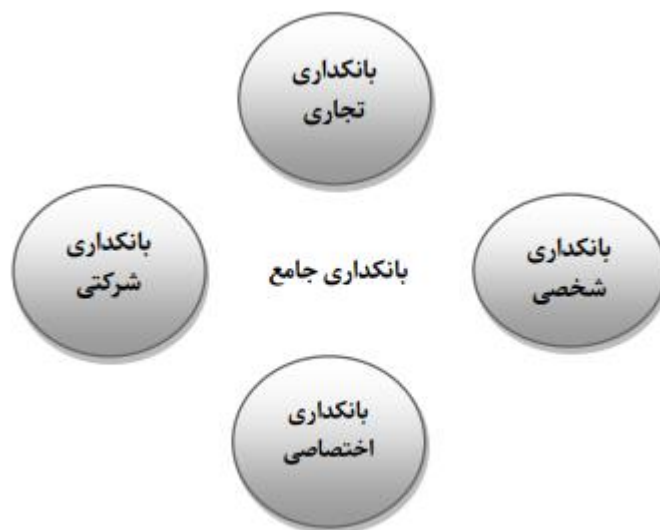 بانکداری
تجاری
بانکداری
شخصی
بانکداری جامع
بانکداری
شرکتی
بانکداری
اختصاصی